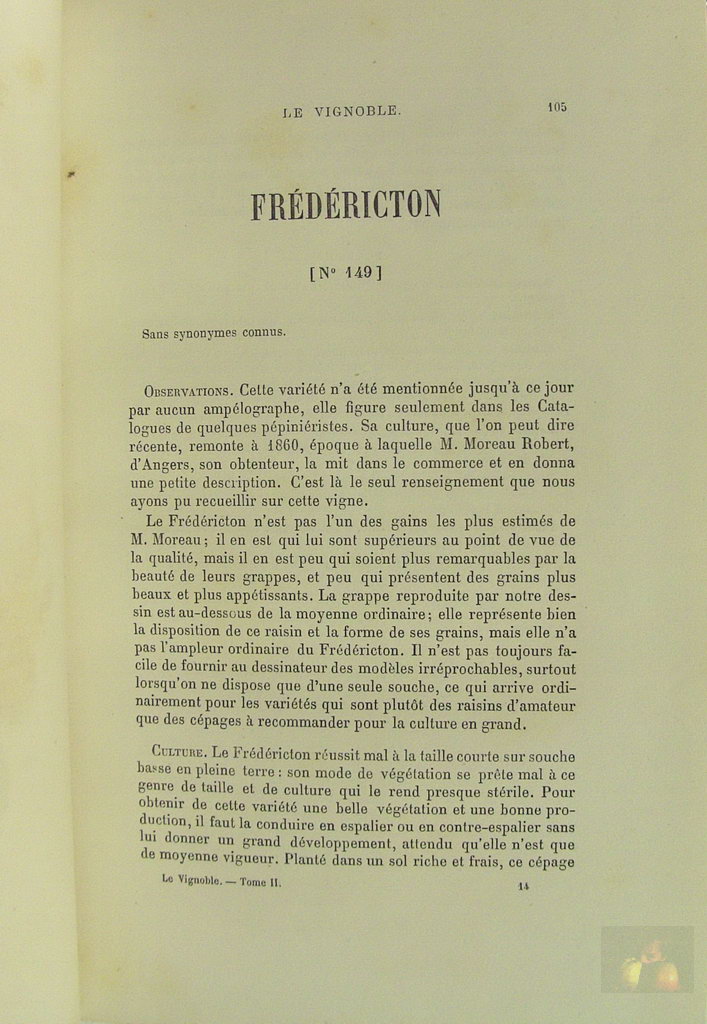 LE VIGNOBLE.
105
FRÉDÉRICTON
[N° 149]
Sans synonymes connus.
OBSERVATIONS. Cette variété n'a été mentionnée jusqu'à ce jour
par aucun ampélographe, elle figure seulement dans les Cata-
logues de quelques pépiniéristes. Sa culture, que l'on peut dire
récente, remonte à 1860, époque à laquelle M. Moreau Robert,
d'Angers, son obtenteur, la mit dans le commerce et en donna
une petite description. C'est là le seul renseignement que nous
ayons pu recueillir sur cette vigne.
Le Frédéricton n'est pas l'un des gains les plus estimés de
M. Moreau; il en est qui lui sont supérieurs au point de vue de
la qualité, mais il en est peu qui soient plus remarquables par la
beauté de leurs grappes, et peu qui présentent des grains plus
beaux et plus appétissants. La grappe reproduite par notre des-
sin est au-dessous de la moyenne ordinaire; elle représente bien
la disposition de ce raisin et la forme de ses grains, mais elle n'a
pas l'ampleur ordinaire du Frédéricton. Il n'est pas toujours fa-
cile de fournir au dessinateur des modèles irréprochables, surtout
lorsqu'on ne dispose que d'une seule souche, ce qui arrive ordi-
nairement pour les variétés qui sont plutôt des raisins d'amateur
que des cépages à recommander pour la culture en grand.
CULTURE. Le Frédéricton réussit mal à la taille courte sur souche
basse en pleine terre: son mode de végétation se prête mal à ce
genre de taille et de culture qui le rend presque stérile. Pour
obtenir de cette variété une belle végétation et une bonne pro-
duction, il faut la conduire en espalier ou en contre-espalier sans
lui donner un grand développement, attendu qu'elle n'est que
de moyenne vigueur. Planté dans un sol riche et frais, ce cépage
Le Vignoble. — Tome II.
14